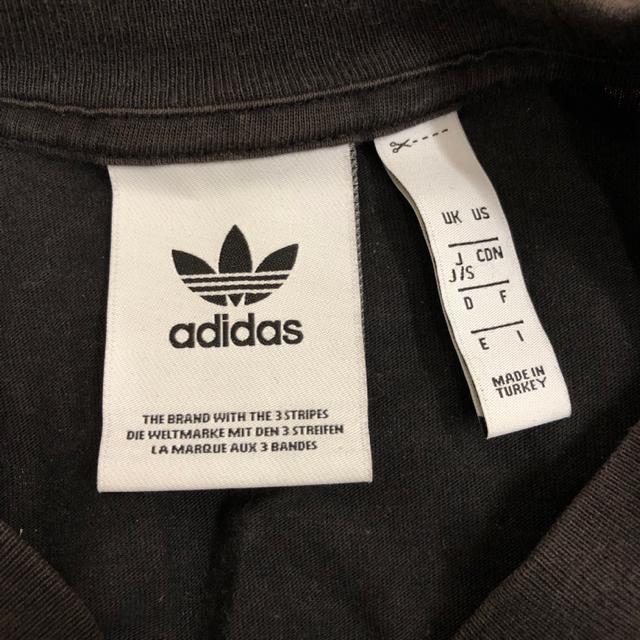 adidas
THE BRAND WITH THE 3 STRIPES
DIE WELTMARKE MIT DEN 3 STREIFEN
LA MARQUE AUX 3 BANDES
UK US
J CDN
J/S
D F
E I
MADE IN
TURKEY